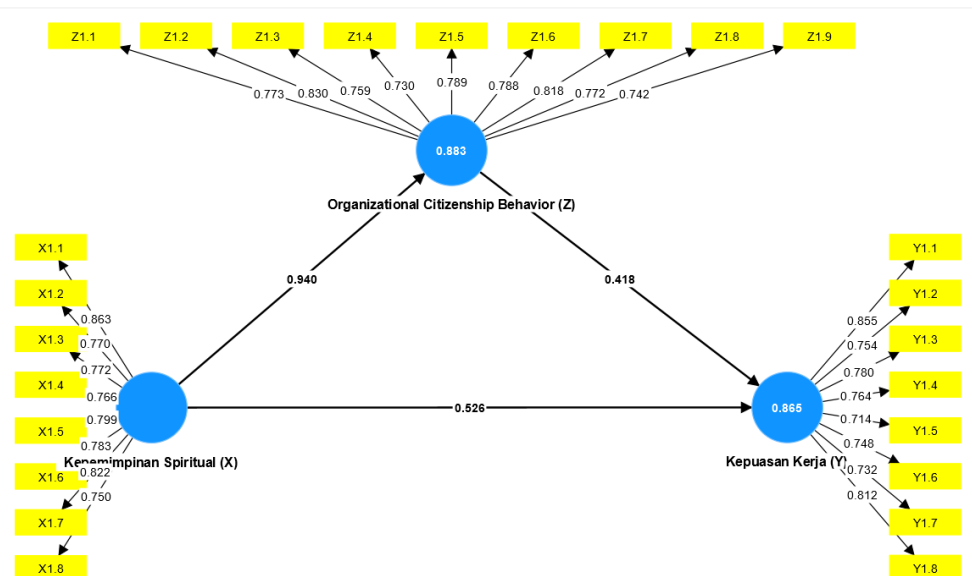 Z1.1 Z1.2 Z1.3 Z1.4 Z1.5 Z1.6 Z1.7 Z1.8 Z1.9
0.773 0.830 0.759 0.730 0.789 0.788 0.818 0.772 0.742
0.883
Organizational Citizenship Behavior (Z)
0.940
0.418
X1.1
X1.2
X1.3
X1.4
X1.5
X1.6
X1.7
X1.8
0.863
0.770
0.772
0.766
0.799
0.783
0.822
0.750
Kepemimpinan Spiritual (X)
0.526
0.865
Kepuasan Kerja (Y)
0.855
0.754
0.780
0.764
0.714
0.748
0.732
0.812
Y1.1
Y1.2
Y1.3
Y1.4
Y1.5
Y1.6
Y1.7
Y1.8